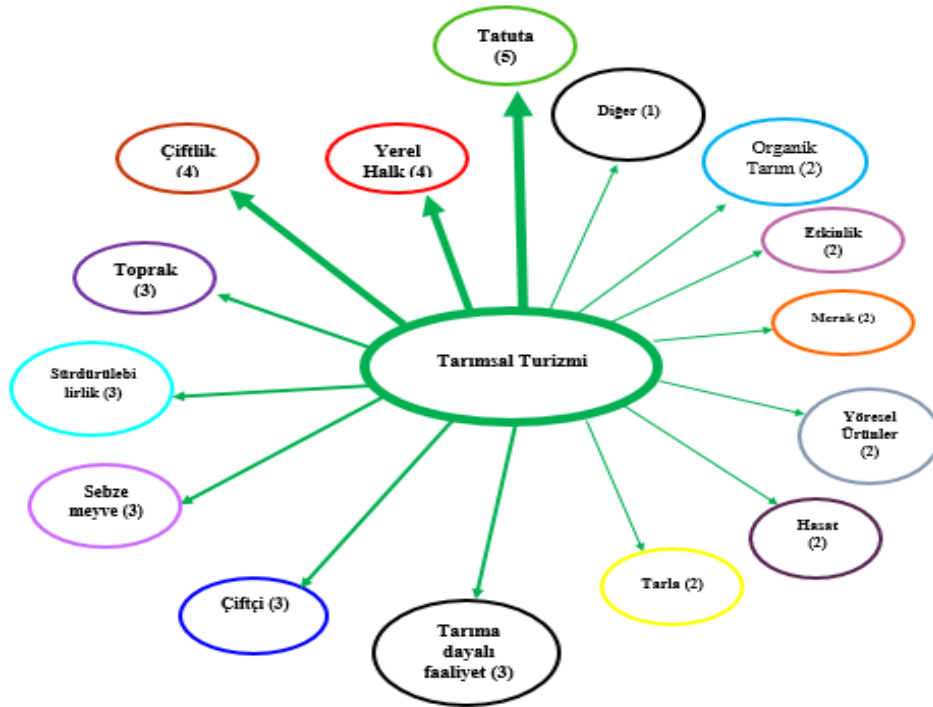 Tatuta
(5)
Diğer (1)
Organik
Tarım (2)
Çiftlik
(4)
Yerel
Halk (4)
Etkinlik
(2)
Toprak
(3)
Merak (2)
Tarımsal Turizmi
Sürdürülebi
lirlik (3)
Yöresel
Ürünler
(2)
Sebze
meyve (3)
Hasat
(2)
Tarla (2)
Çiftçi (3)
Tarıma
dayalı
faaliyet (3)